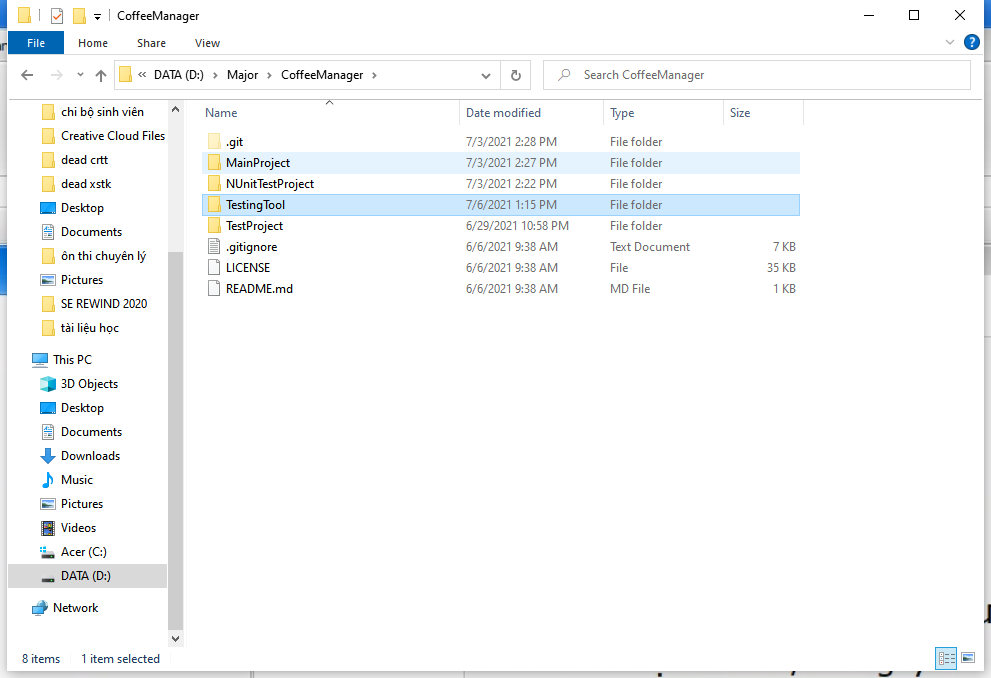 CoffeeManager
File Home Share View
« DATA (D:) › Major › CoffeeManager › Search CoffeeManager
Name Date modified Type Size
.git 7/3/2021 2:28 PM File folder
MainProject 7/3/2021 2:27 PM File folder
NUnitTestProject 7/3/2021 2:22 PM File folder
TestingTool 7/6/2021 1:15 PM File folder
TestProject 6/29/2021 10:58 PM File folder
.gitignore 6/6/2021 9:38 AM Text Document 7 KB
LICENSE 6/6/2021 9:38 AM File 35 KB
README.md 6/6/2021 9:38 AM MD File 1 KB
chi bộ sinh viên
Creative Cloud Files
dead crtt
dead xstk
Desktop
Documents
ôn thi chuyên lý
Pictures
SE REWIND 2020
tài liệu học
This PC
3D Objects
Desktop
Documents
Downloads
Music
Pictures
Videos
Acer (C:)
DATA (D:)
Network
8 items 1 item selected